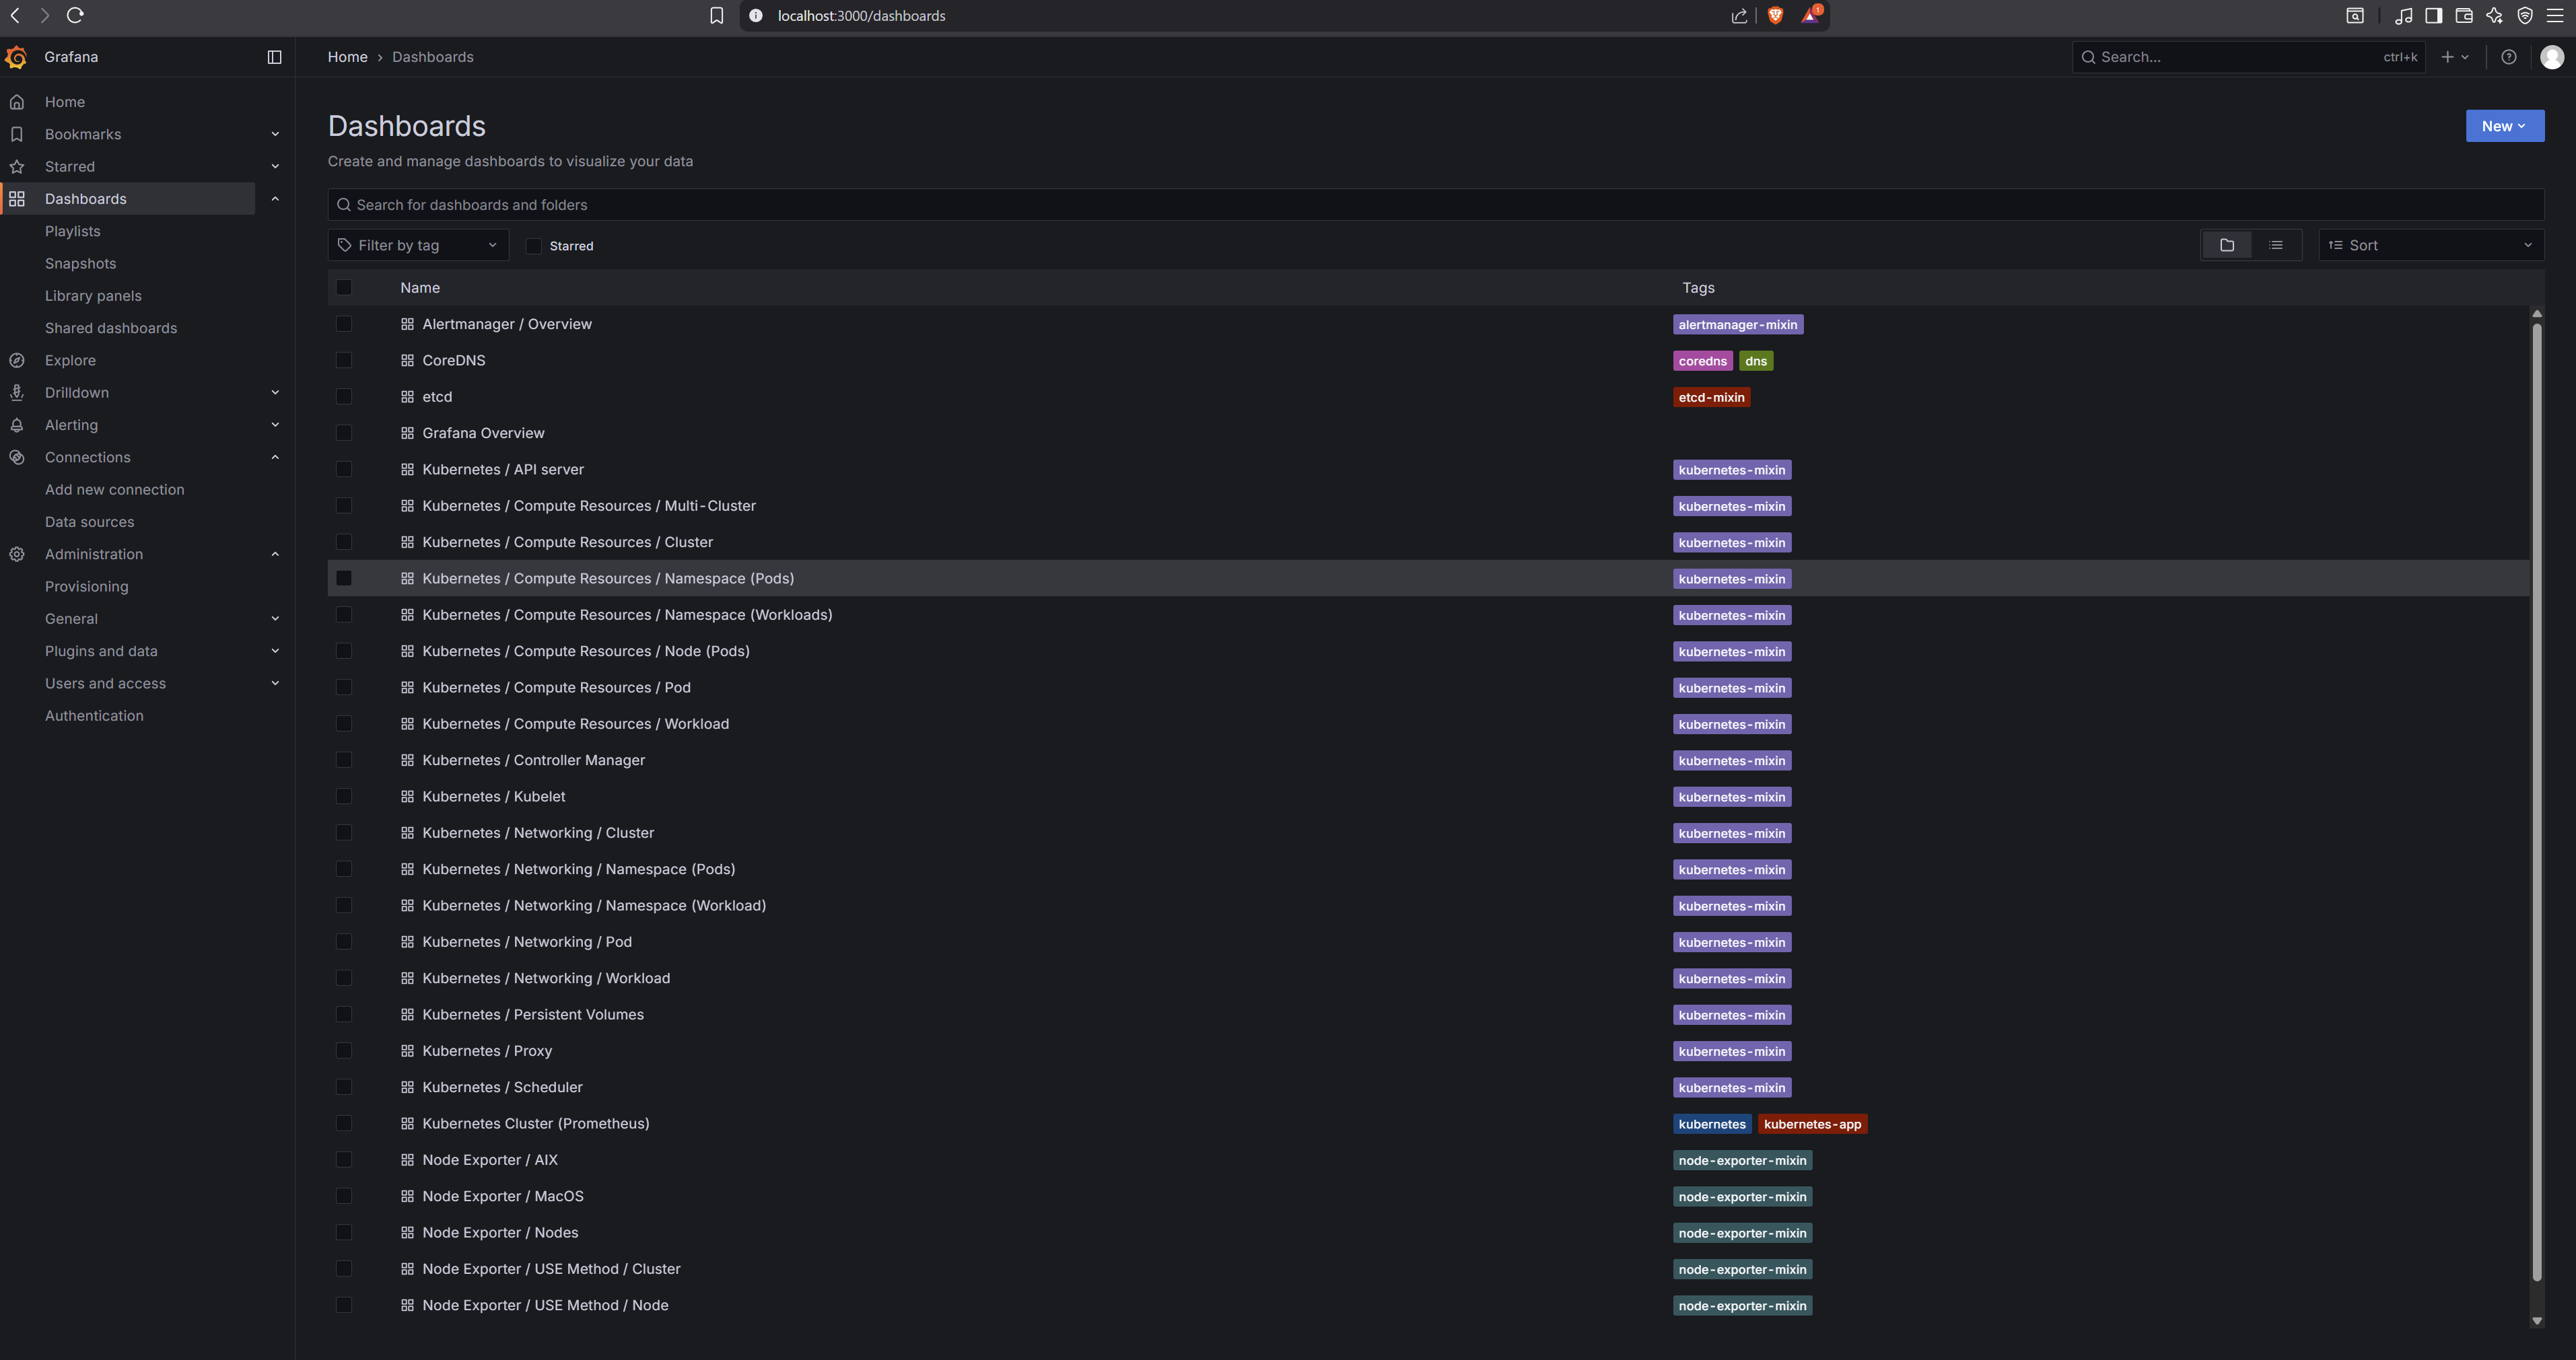 localhost:3000/dashboards
1
Grafana
Home › Dashboards
Search... ctrl+k
Home
Bookmarks
Starred
Dashboards
Playlists
Snapshots
Library panels
Shared dashboards
Explore
Drilldown
Alerting
Connections
Add new connection
Data sources
Administration
Provisioning
General
Plugins and data
Users and access
Authentication
Dashboards
New
Create and manage dashboards to visualize your data
Search for dashboards and folders
Filter by tag Starred Sort
Name Tags
Alertmanager / Overview alertmanager-mixin
CoreDNS coredns dns
etcd etcd-mixin
Grafana Overview
Kubernetes / API server kubernetes-mixin
Kubernetes / Compute Resources / Multi-Cluster kubernetes-mixin
Kubernetes / Compute Resources / Cluster kubernetes-mixin
Kubernetes / Compute Resources / Namespace (Pods) kubernetes-mixin
Kubernetes / Compute Resources / Namespace (Workloads) kubernetes-mixin
Kubernetes / Compute Resources / Node (Pods) kubernetes-mixin
Kubernetes / Compute Resources / Pod kubernetes-mixin
Kubernetes / Compute Resources / Workload kubernetes-mixin
Kubernetes / Controller Manager kubernetes-mixin
Kubernetes / Kubelet kubernetes-mixin
Kubernetes / Networking / Cluster kubernetes-mixin
Kubernetes / Networking / Namespace (Pods) kubernetes-mixin
Kubernetes / Networking / Namespace (Workload) kubernetes-mixin
Kubernetes / Networking / Pod kubernetes-mixin
Kubernetes / Networking / Workload kubernetes-mixin
Kubernetes / Persistent Volumes kubernetes-mixin
Kubernetes / Proxy kubernetes-mixin
Kubernetes / Scheduler kubernetes-mixin
Kubernetes Cluster (Prometheus) kubernetes kubernetes-app
Node Exporter / AIX node-exporter-mixin
Node Exporter / MacOS node-exporter-mixin
Node Exporter / Nodes node-exporter-mixin
Node Exporter / USE Method / Cluster node-exporter-mixin
Node Exporter / USE Method / Node node-exporter-mixin